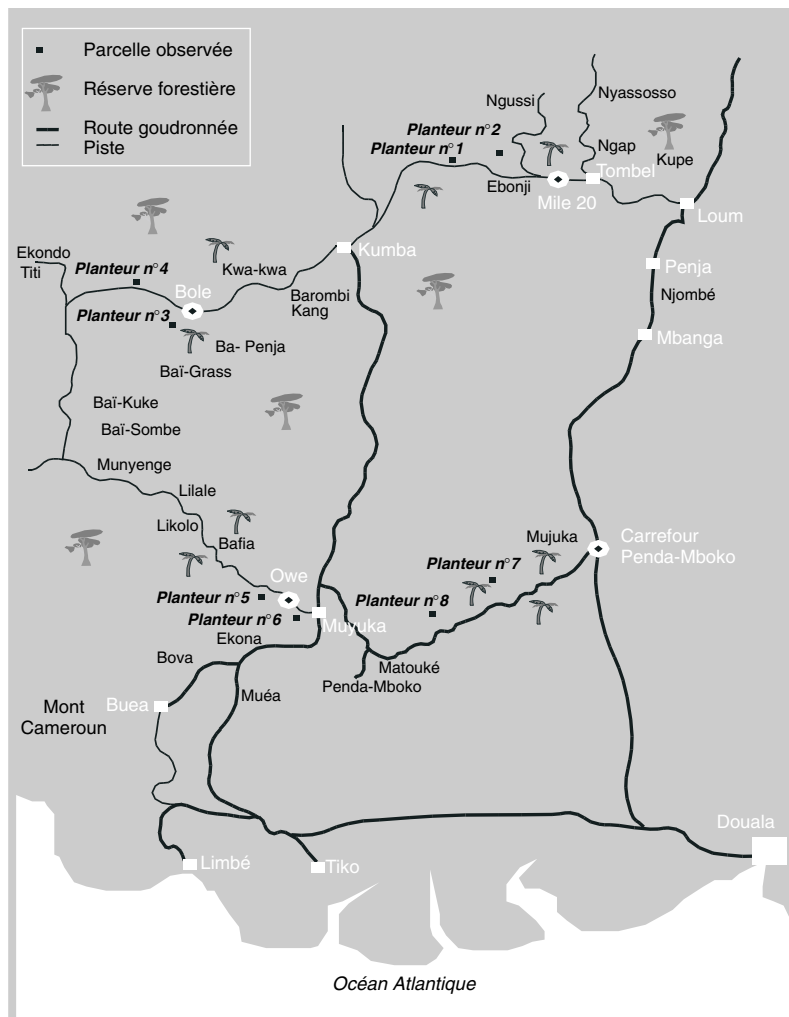 Parcelle observée
Réserve forestière
Route goudronnée
Piste
Ngussi
Nyassosso
Planteur n°2
Planteur n°1
Ngap
Kupe
Tombel
Ebonji
Mile 20
Loum
Kumba
Ekondo
Titi
Planteur n°4
Kwa-kwa
Penja
Bole
Barombi
Kang
Njombé
Planteur n°3
Mbanga
Ba- Penja
Baï-Grass
Baï-Kuke
Baï-Sombe
Munyenge
Lilale
Likolo
Bafia
Mujuka
Carrefour
Penda-Mboko
Planteur n°7
Owe
Planteur n°5
Planteur n°8
Planteur n°6
Muyuka
Ekona
Bova
Matouké
Penda-Mboko
Muéa
Mont
Cameroun
Buea
Douala
Limbé
Tiko
Océan Atlantique